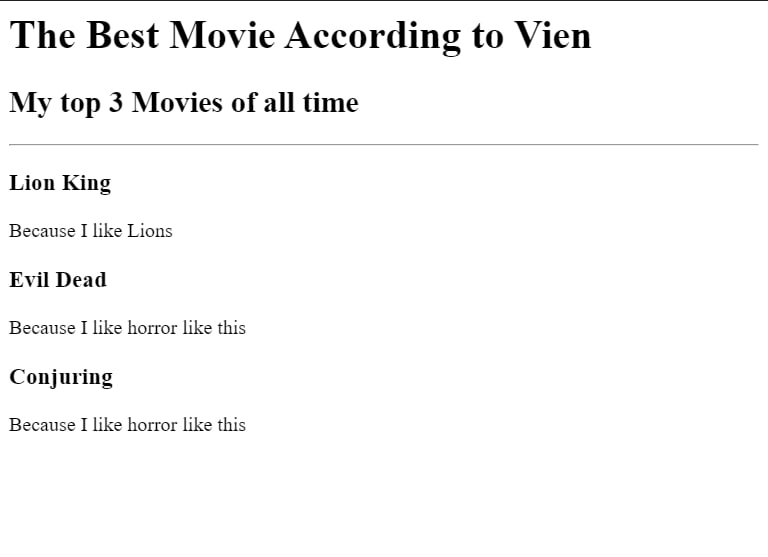 The Best Movie According to Vien
My top 3 Movies of all time
Lion King
Because I like Lions
Evil Dead
Because I like horror like this
Conjuring
Because I like horror like this